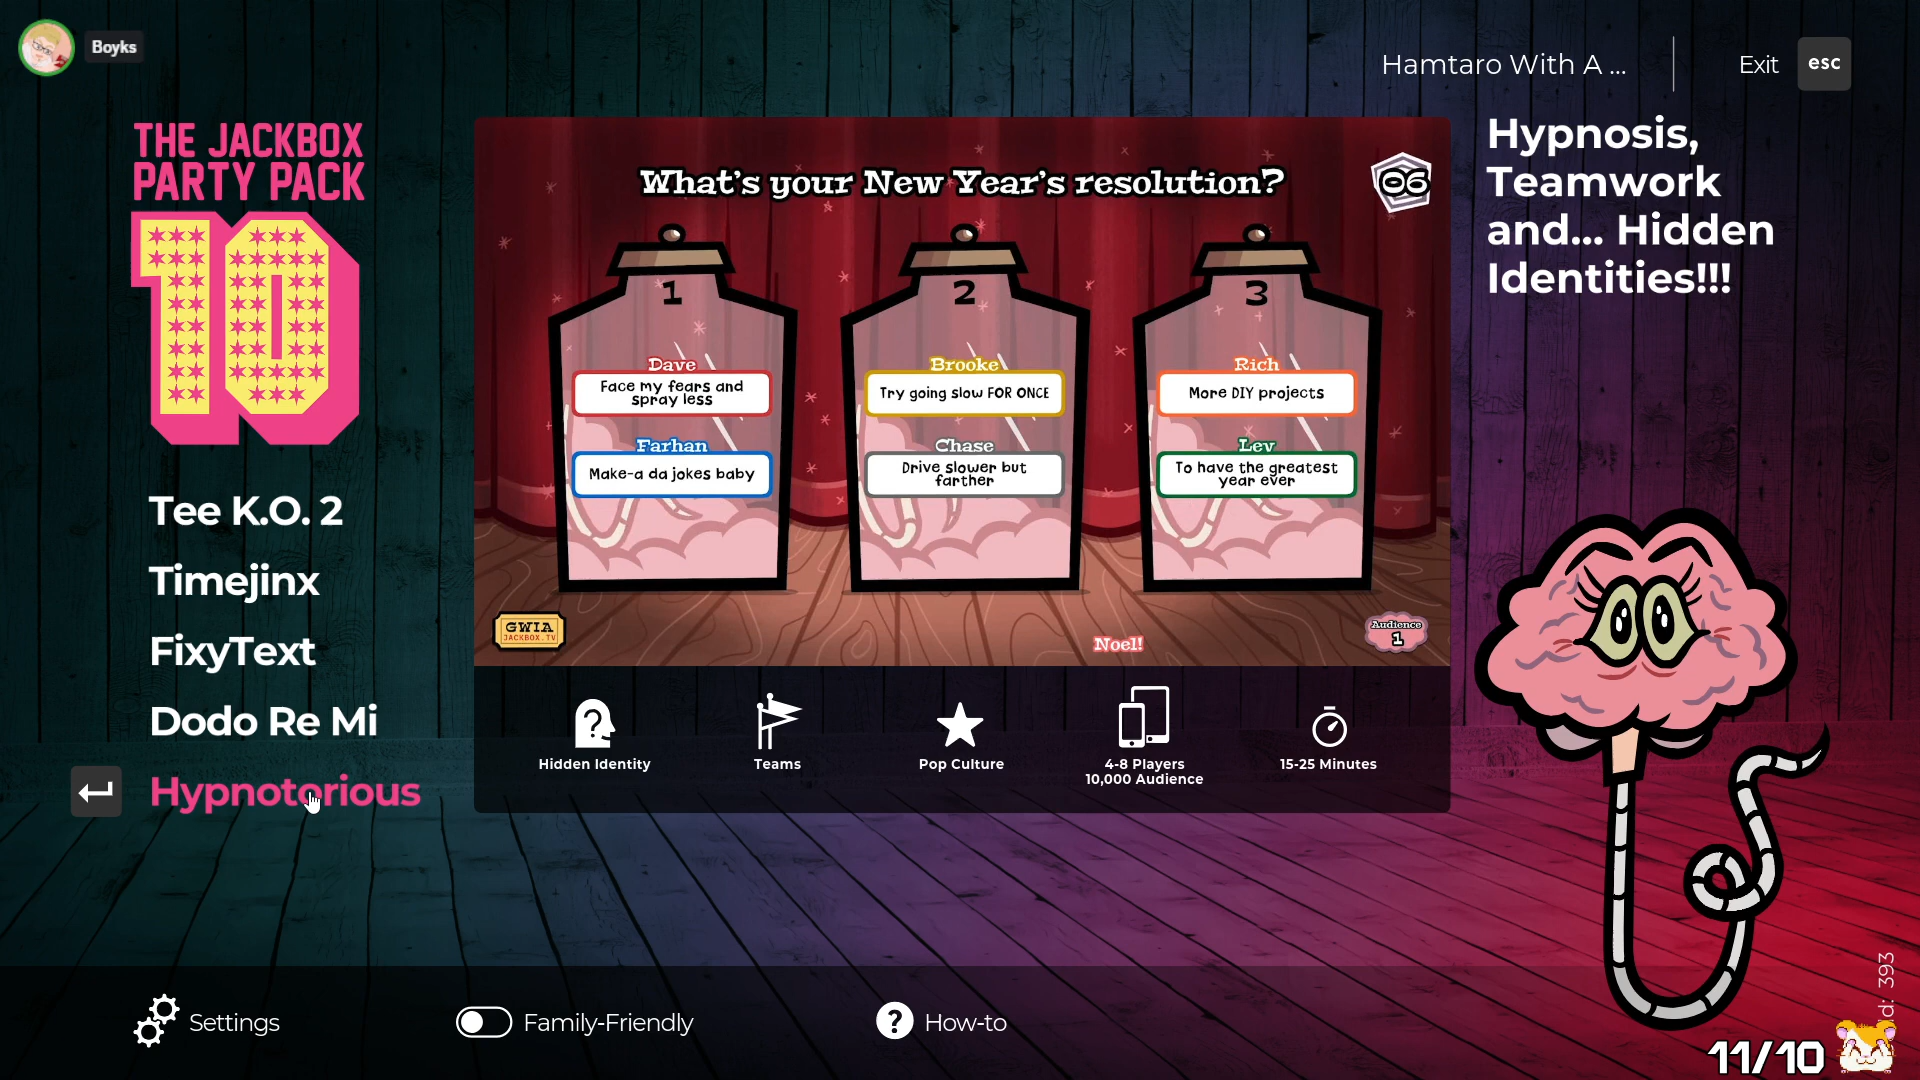 Boyks
Hamtaro With A ...
Exit
esc
THE JACKBOX
PARTY PACK
10
Tee K.O. 2
Timejinx
FixyText
Dodo Re Mi
Hypnotorious
What's your New Year's resolution?
06
1
Dave
Face my fears and
spray less
Farhan
Make-a da jokes baby
2
Brooke
Try going slow FOR ONCE
Chase
Drive slower but
farther
3
Rich
More DIY projects
Lev
To have the greatest
year ever
GWIA
JACKBOX.TV
Noel!
Audience
1
Hidden Identity
Teams
Pop Culture
4-8 Players
10,000 Audience
15-25 Minutes
Hypnosis,
Teamwork
and... Hidden
Identities!!!
Settings
Family-Friendly
?
How-to
d: 393
11/10